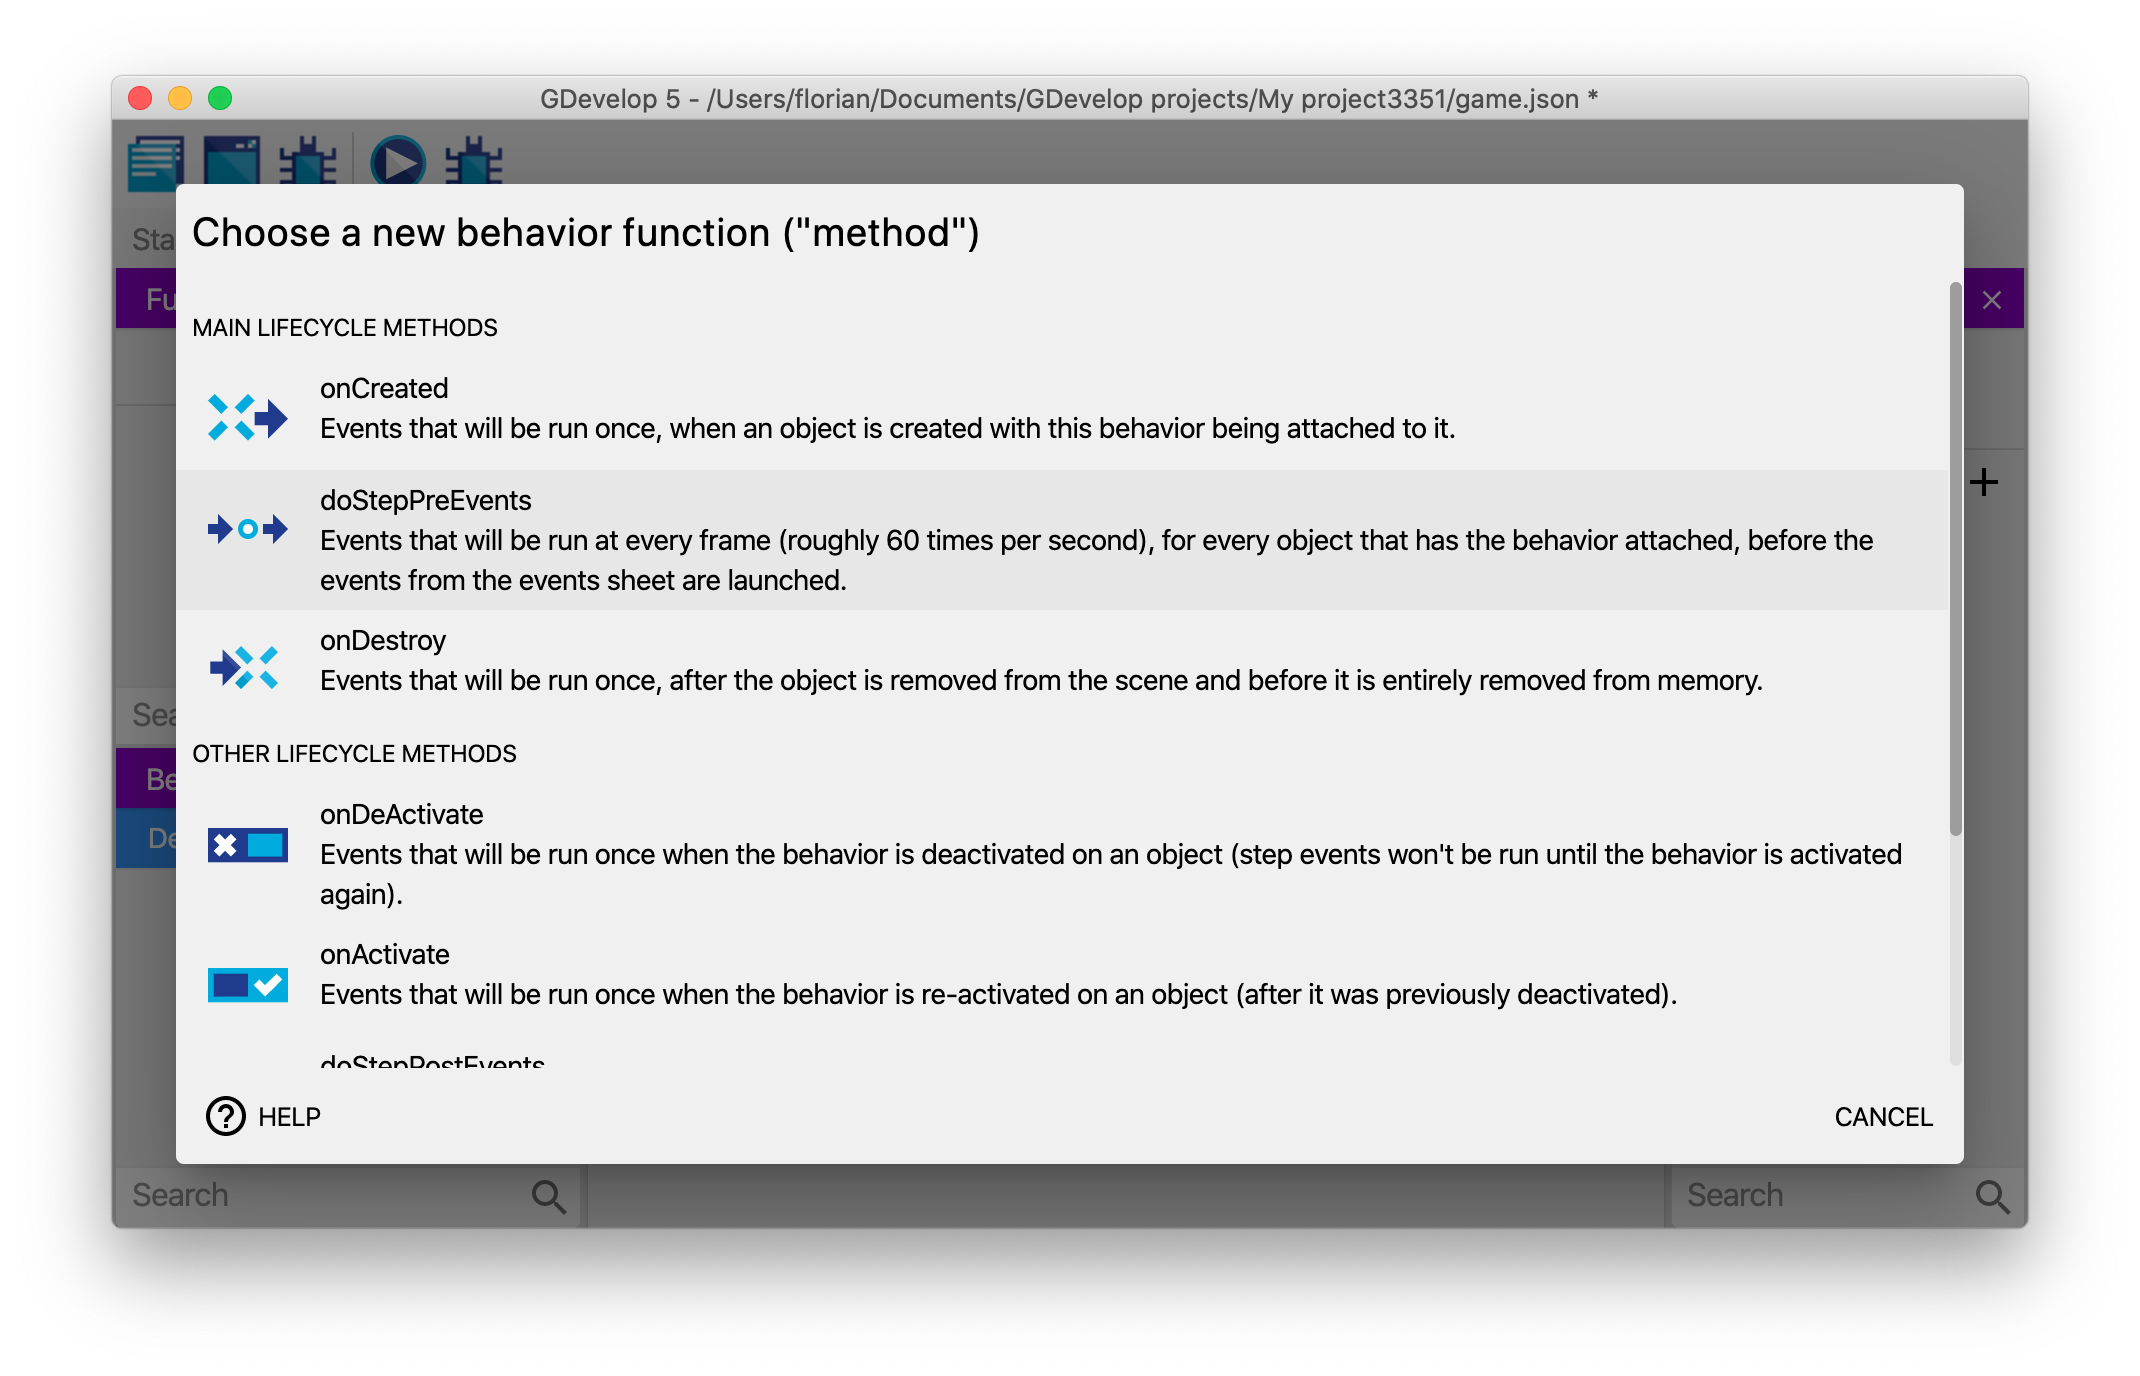 GDevelop 5 - /Users/florian/Documents/GDevelop projects/My project3351/game.json *
Sta
Choose a new behavior function ("method")
Fu
MAIN LIFECYCLE METHODS
onCreated
Events that will be run once, when an object is created with this behavior being attached to it.
doStepPreEvents
Events that will be run at every frame (roughly 60 times per second), for every object that has the behavior attached, before the
events from the events sheet are launched.
onDestroy
Events that will be run once, after the object is removed from the scene and before it is entirely removed from memory.
Sea
OTHER LIFECYCLE METHODS
Be
De
onDeActivate
Events that will be run once when the behavior is deactivated on an object (step events won't be run until the behavior is activated
again).
onActivate
Events that will be run once when the behavior is re-activated on an object (after it was previously deactivated).
doStepPostEvents
HELP
CANCEL
Search
Search